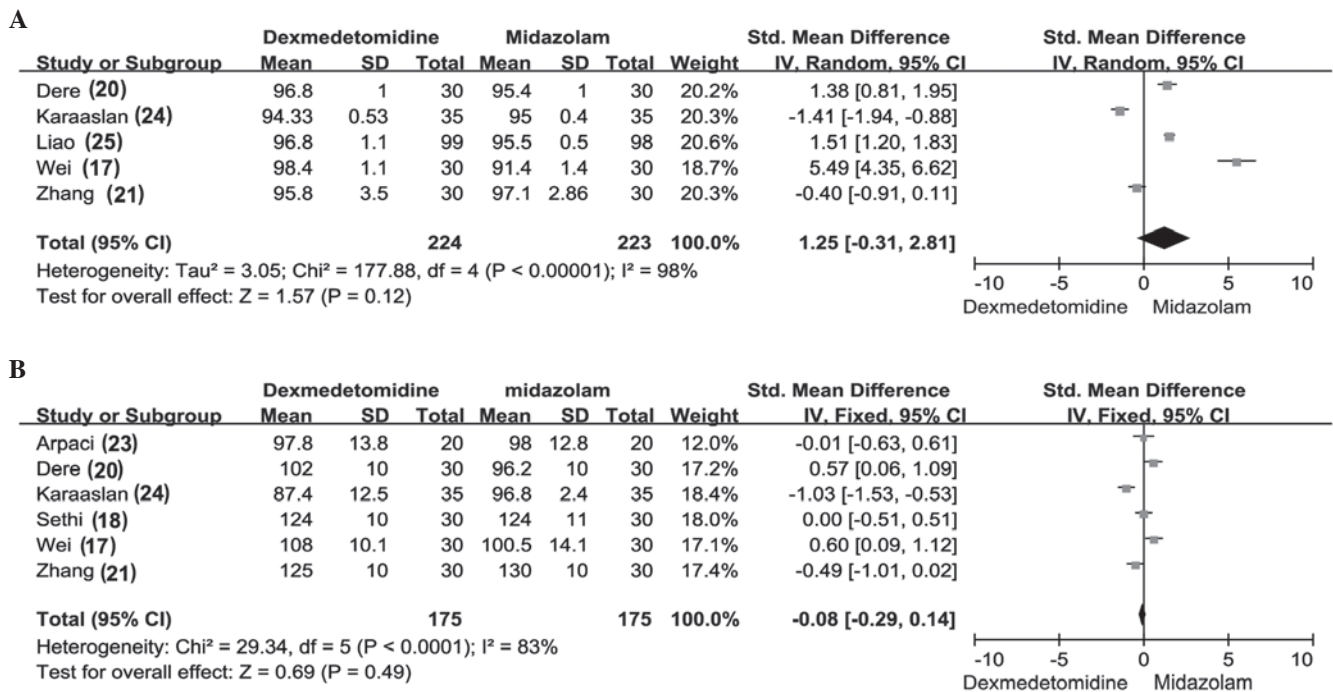 A
Dexmedetomidine Midazolam Std. Mean Difference Std. Mean Difference
Study or Subgroup Mean SD Total Mean SD Total Weight IV, Random, 95% CI IV, Random, 95% CI
Dere (20) 96.8 1 30 95.4 1 30 20.2% 1.38 [0.81, 1.95]
Karaaslan (24) 94.33 0.53 35 95 0.4 35 20.3% -1.41 [-1.94, -0.88]
Liao (25) 96.8 1.1 99 95.5 0.5 98 20.6% 1.51 [1.20, 1.83]
Wei (17) 98.4 1.1 30 91.4 1.4 30 18.7% 5.49 [4.35, 6.62]
Zhang (21) 95.8 3.5 30 97.1 2.86 30 20.3% -0.40 [-0.91, 0.11]
Total (95% CI) 224 223 100.0% 1.25 [-0.31, 2.81]
Heterogeneity: Tau² = 3.05; Chi² = 177.88, df = 4 (P < 0.00001); I² = 98%
Test for overall effect: Z = 1.57 (P = 0.12)
-10 -5 0 5 10
Dexmedetomidine Midazolam
B
Dexmedetomidine midazolam Std. Mean Difference Std. Mean Difference
Study or Subgroup Mean SD Total Mean SD Total Weight IV, Fixed, 95% CI IV, Fixed, 95% CI
Arpaci (23) 97.8 13.8 20 98 12.8 20 12.0% -0.01 [-0.63, 0.61]
Dere (20) 102 10 30 96.2 10 30 17.2% 0.57 [0.06, 1.09]
Karaaslan (24) 87.4 12.5 35 96.8 2.4 35 18.4% -1.03 [-1.53, -0.53]
Sethi (18) 124 10 30 124 11 30 18.0% 0.00 [-0.51, 0.51]
Wei (17) 108 10.1 30 100.5 14.1 30 17.1% 0.60 [0.09, 1.12]
Zhang (21) 125 10 30 130 10 30 17.4% -0.49 [-1.01, 0.02]
Total (95% CI) 175 175 100.0% -0.08 [-0.29, 0.14]
Heterogeneity: Chi² = 29.34, df = 5 (P < 0.0001); I² = 83%
Test for overall effect: Z = 0.69 (P = 0.49)
-10 -5 0 5 10
Dexmedetomidine Midazolam